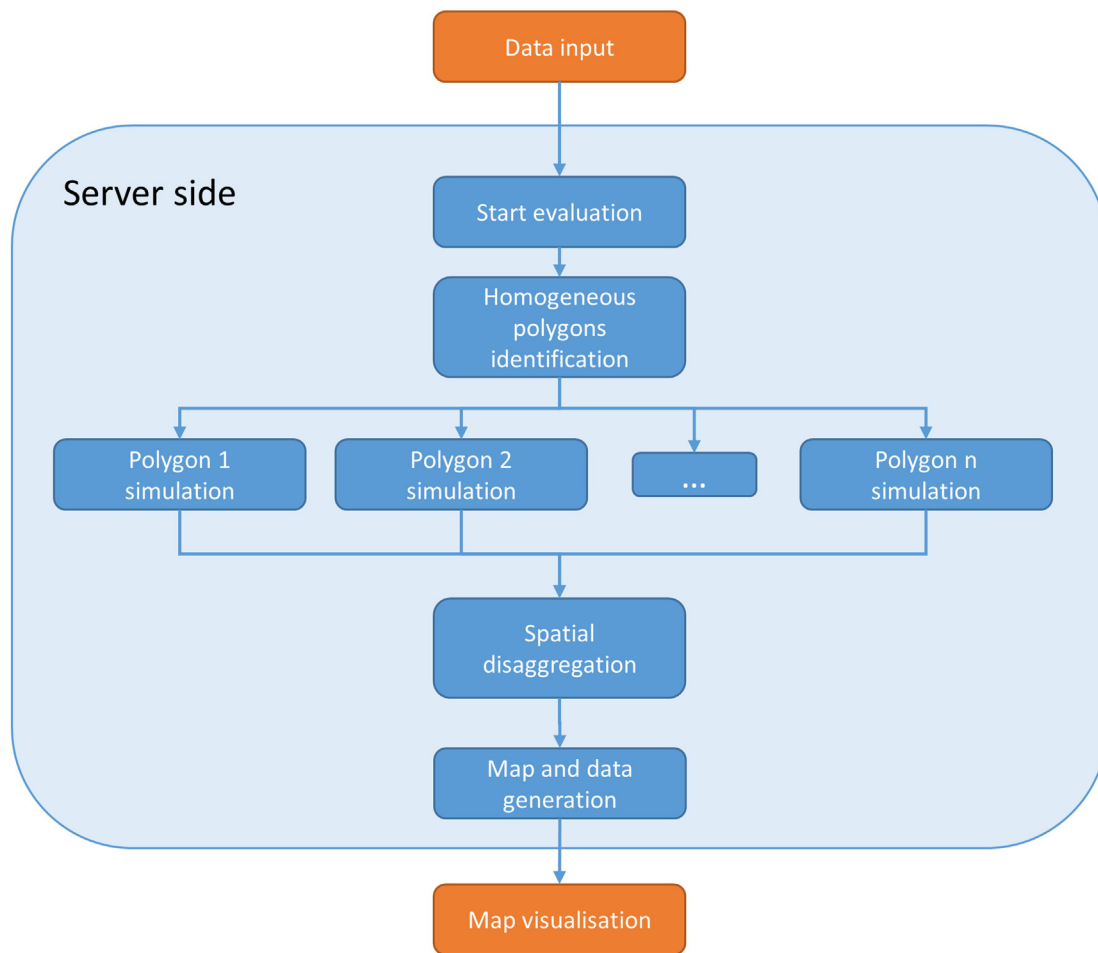 Data input
Server side
Start evaluation
Homogeneous
polygons
identification
Polygon 1
simulation
Polygon 2
simulation
...
Polygon n
simulation
Spatial
disaggregation
Map and data
generation
Map visualisation